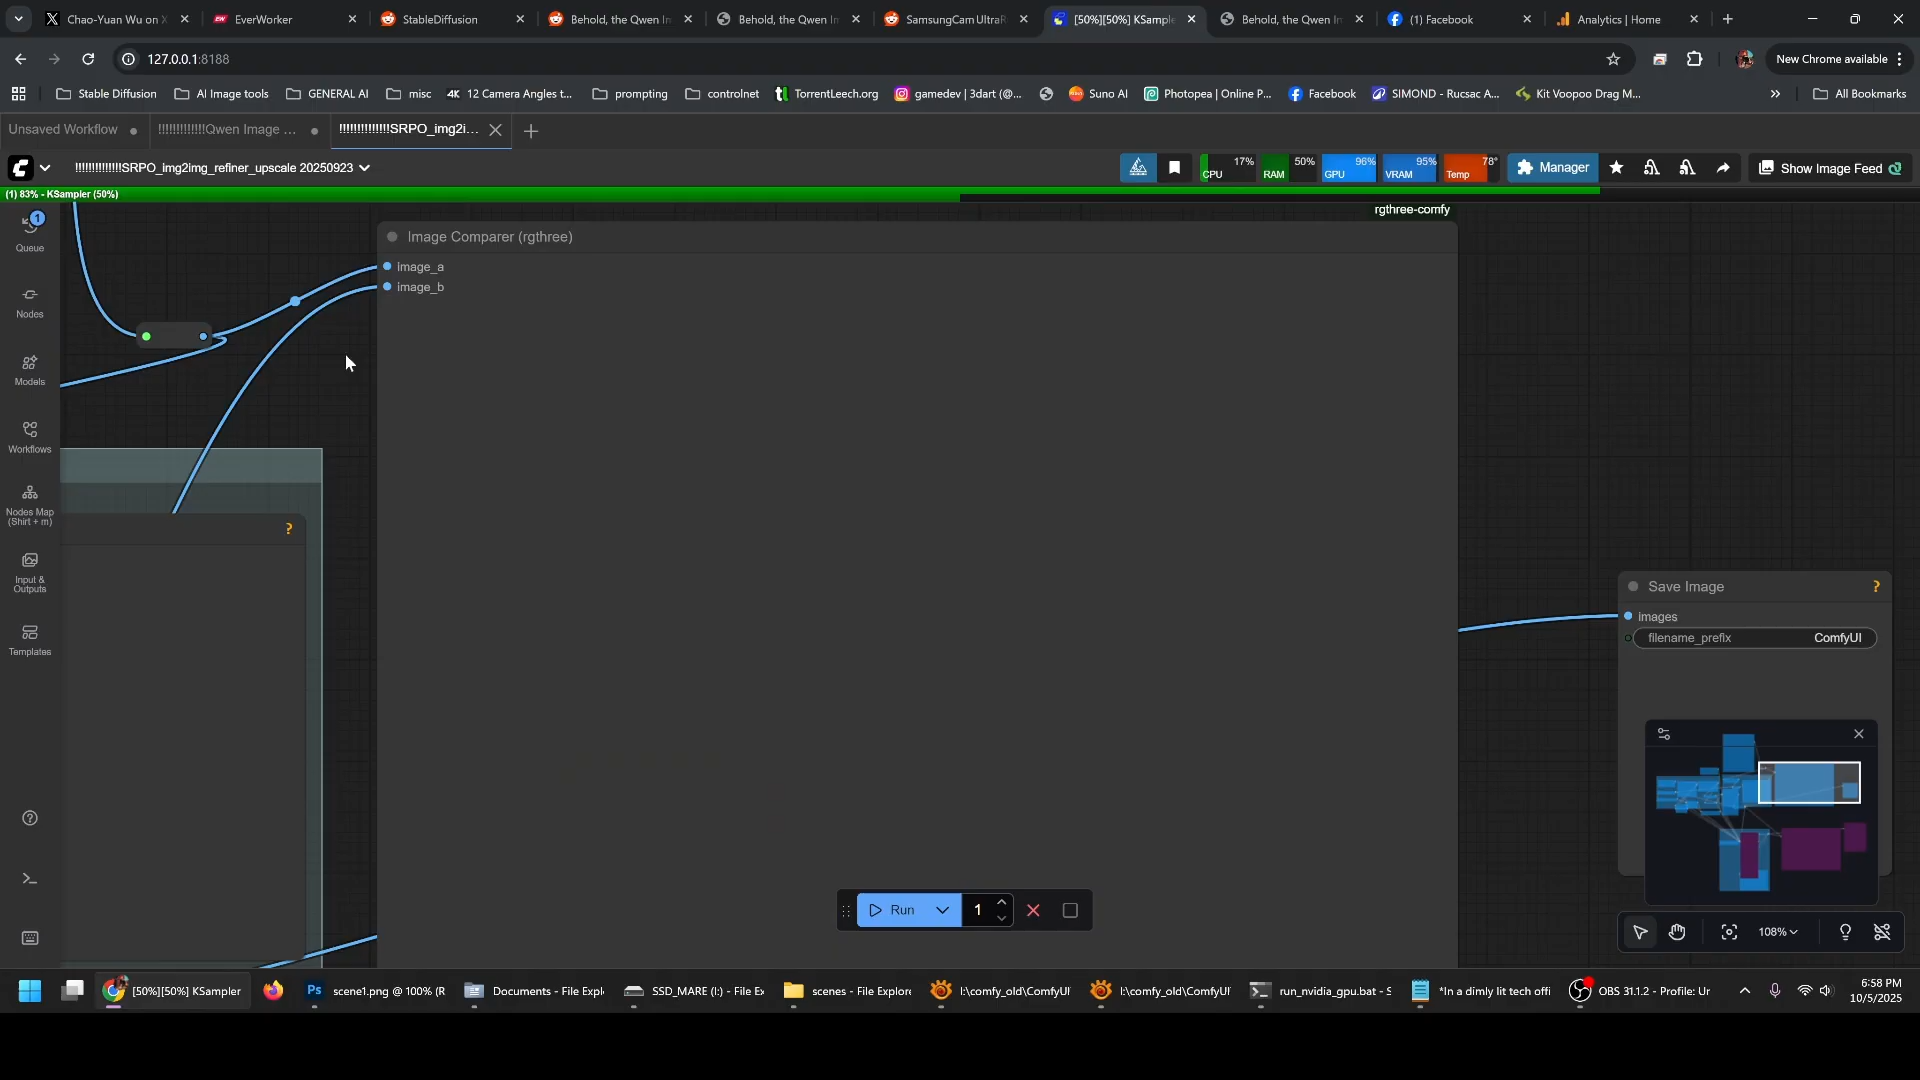 Chao-Yuan Wu on X
EverWorker
StableDiffusion
Behold, the Qwen In
Behold, the Qwen In
SamsungCamUltraR
[50%][50%] KSample
Behold, the Qwen In
(1) Facebook
Analytics | Home
127.0.0.1:8188
New Chrome available
Stable Diffusion
AI Image tools
GENERAL AI
misc
4K 12 Camera Angles t...
prompting
controlnet
TorrentLeech.org
gamedev | 3dart (@...
Suno AI
Photopea | Online P...
Facebook
SIMOND - Rucsac A...
Kit Voopoo Drag M...
All Bookmarks
Unsaved Workflow
!!!!!!!!!!!!!Qwen Image ...
!!!!!!!!!!!!!!SRPO_img2i...
!!!!!!!!!!!!!!SRPO_img2img_refiner_upscale 20250923
CPU 17%
RAM 50%
GPU 96%
VRAM 95%
Temp 78°
Manager
Show Image Feed
(1) 83% - KSampler (50%)
rgthree-comfy
Queue 1
Nodes
Models
Workflows
Nodes Map
(Shirt + m)
Input &
Outputs
Templates
Image Comparer (rgthree)
image_a
image_b
?
Save Image ?
images
filename_prefix ComfyUI
Run 1
108%
[50%][50%] KSampler
Ps scene1.png @ 100% (R
Documents - File Expl
SSD_MARE (I:) - File Ex
scenes - File Explore
I:\comfy_old\ComfyUI
I:\comfy_old\ComfyUI
run_nvidia_gpu.bat - S
*In a dimly lit tech offi
OBS 31.1.2 - Profile: Ur
6:58 PM
10/5/2025